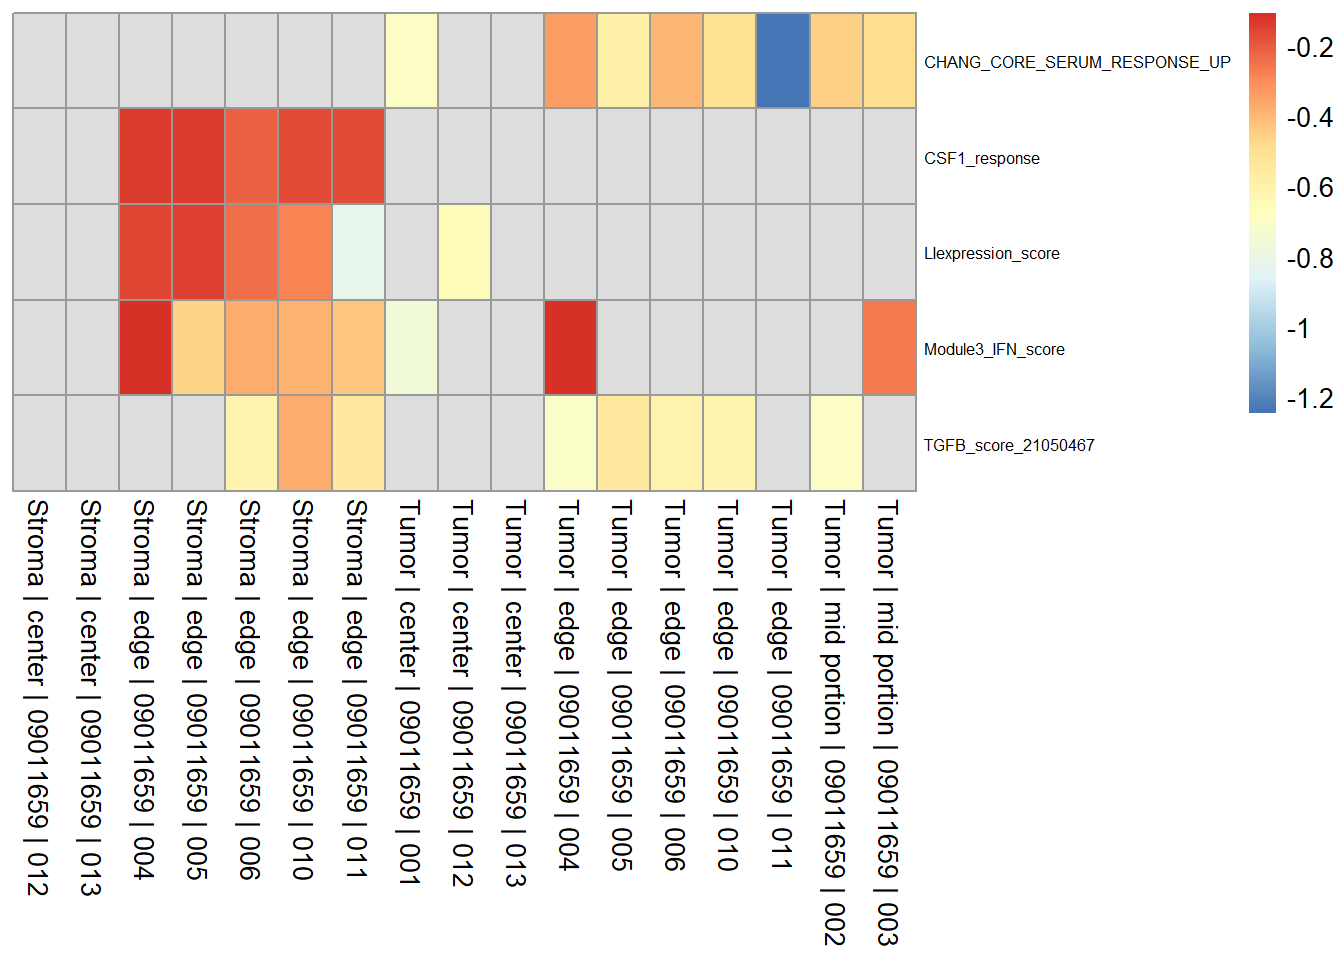 CHANG_CORE_SERUM_RESPONSE_UP
CSF1_response
LIexpression_score
Module3_IFN_score
TGFB_score_21050467
-0.2
-0.4
-0.6
-0.8
-1
-1.2
Stroma | center | 09011659 | 012
Stroma | center | 09011659 | 013
Stroma | edge | 09011659 | 004
Stroma | edge | 09011659 | 005
Stroma | edge | 09011659 | 006
Stroma | edge | 09011659 | 010
Stroma | edge | 09011659 | 011
Tumor | center | 09011659 | 001
Tumor | center | 09011659 | 012
Tumor | center | 09011659 | 013
Tumor | edge | 09011659 | 004
Tumor | edge | 09011659 | 005
Tumor | edge | 09011659 | 006
Tumor | edge | 09011659 | 010
Tumor | edge | 09011659 | 011
Tumor | mid portion | 09011659 | 002
Tumor | mid portion | 09011659 | 003